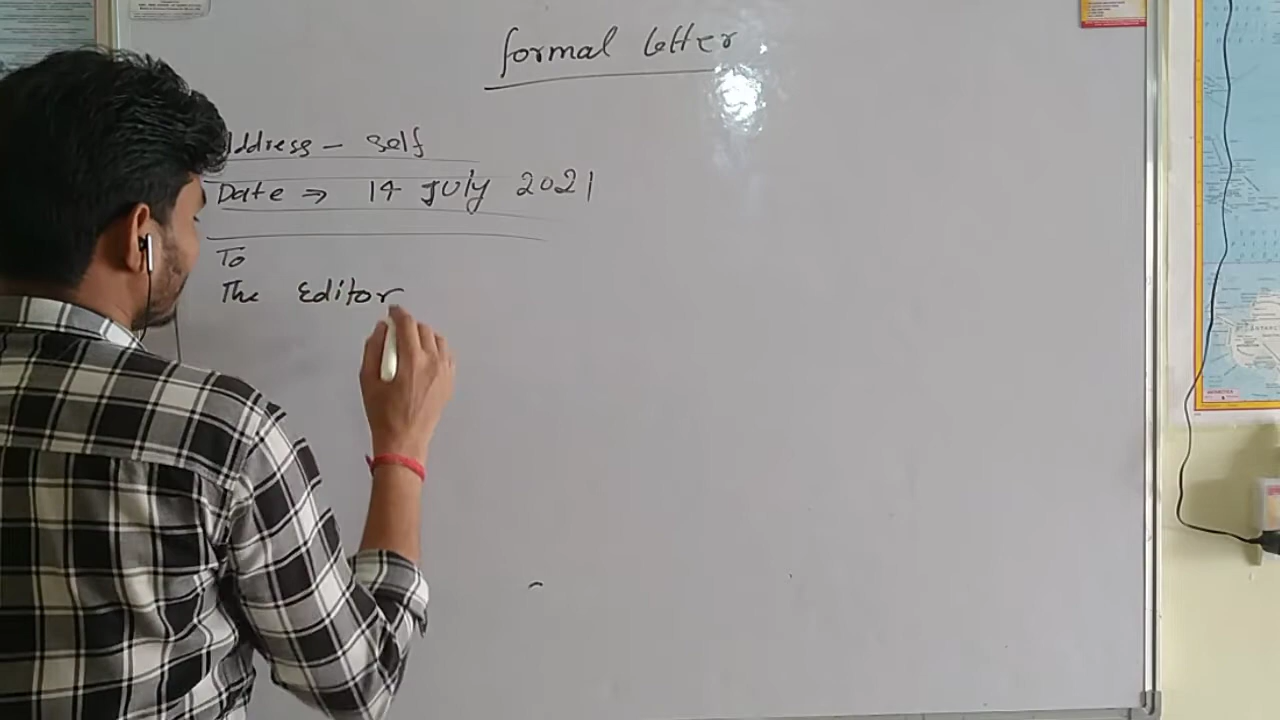 formal letter
Address - Self
Date → 14 July 2021
To
The Editor